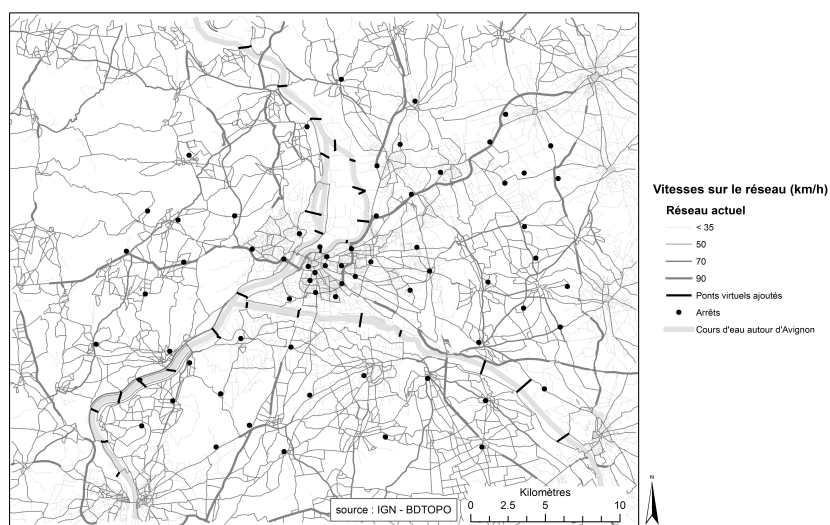 Vitesses sur le réseau (km/h)
Réseau actuel
< 35
50
70
90
Ponts virtuels ajoutés
Arrêts
Cours d'eau autour d'Avignon
N
Kilomètres
0 2.5 5 10
source : IGN - BDTOPO